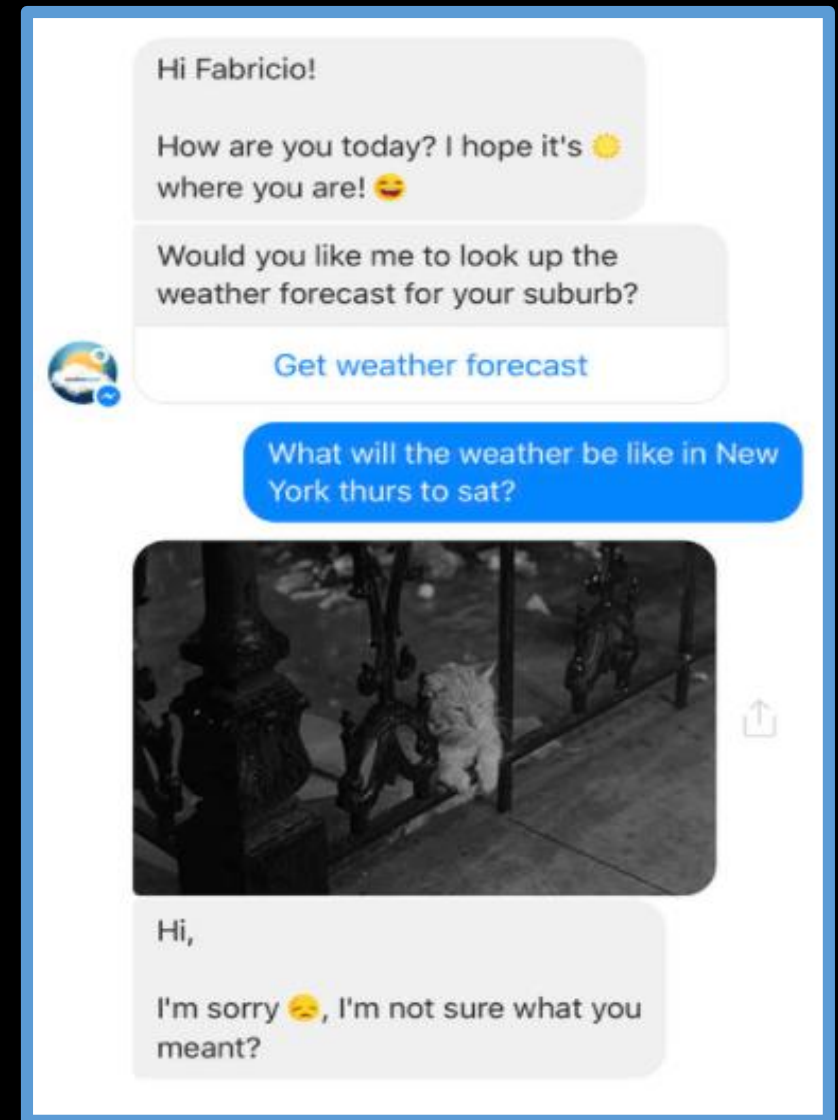 Hi Fabricio!
How are you today? I hope it's 🌞
where you are! 😄
Would you like me to look up the
weather forecast for your suburb?
Get weather forecast
What will the weather be like in New
York thurs to sat?
Hi,
I'm sorry 😞, I'm not sure what you
meant?